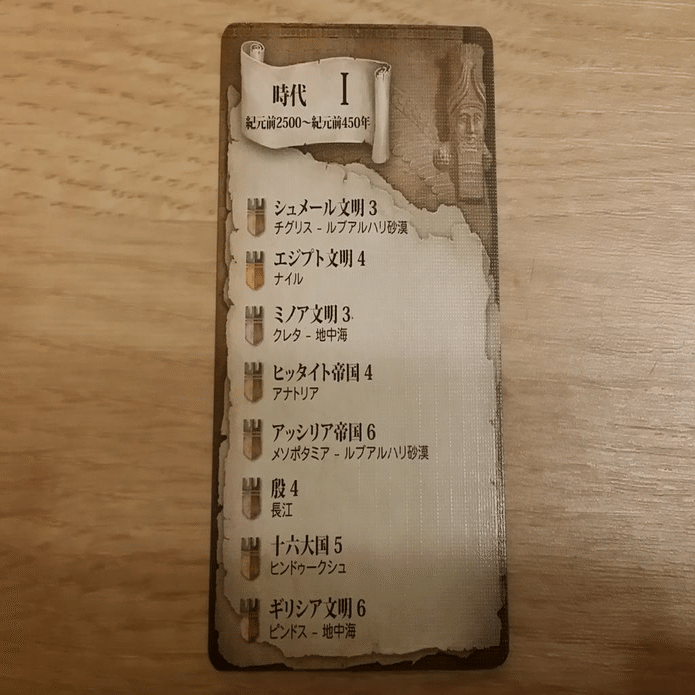 時代 I
紀元前2500～紀元前450年
シュメール文明 3
チグリス - ルブアルハリ砂漠
エジプト文明 4
ナイル
ミノア文明 3
クレタ - 地中海
ヒッタイト帝国 4
アナトリア
アッシリア帝国 6
メソポタミア - ルブアルハリ砂漠
殷 4
長江
十六大国 5
ヒンドゥークシュ
ギリシア文明 6
ピンドス - 地中海